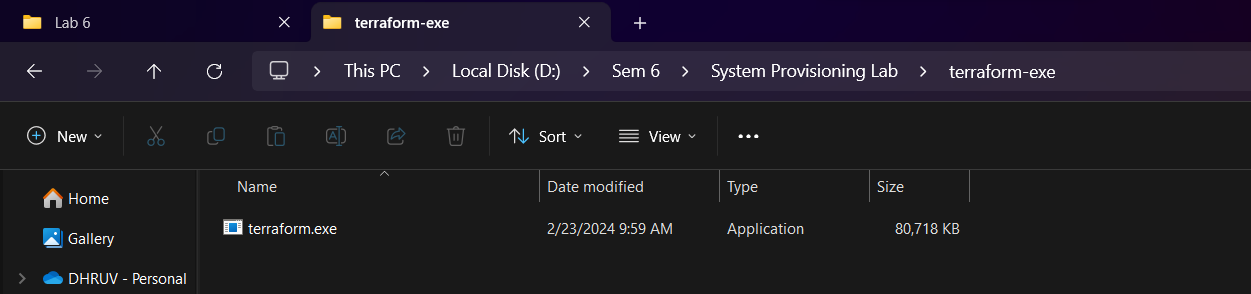 Lab 6
terraform-exe
This PC > Local Disk (D:) > Sem 6 > System Provisioning Lab > terraform-exe
New Sort View
Name Date modified Type Size
Home
terraform.exe 2/23/2024 9:59 AM Application 80,718 KB
Gallery
DHRUV - Personal